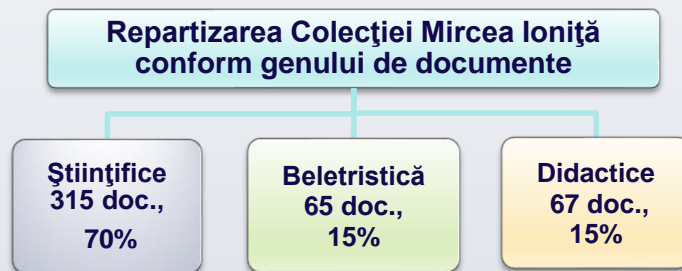 Repartizarea Colecţiei Mircea Ioniţă
conform genului de documente
Ştiinţifice
315 doc.,
70%
Beletristică
65 doc.,
15%
Didactice
67 doc.,
15%